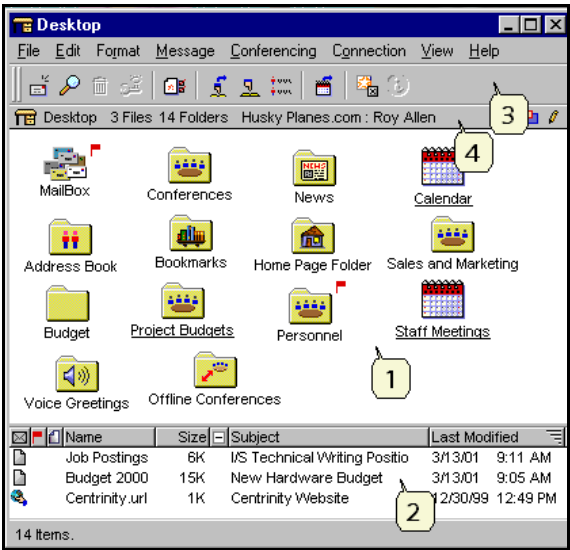 Desktop
File Edit Format Message Conferencing Connection View Help
Desktop 3 Files 14 Folders Husky Planes.com : Roy Allen
3
4
MailBox Conferences News Calendar
Address Book Bookmarks Home Page Folder Sales and Marketing
Budget Project Budgets Personnel Staff Meetings
1
Voice Greetings Offline Conferences
Name Size Subject Last Modified
Job Postings 6K I/S Technical Writing Positio 3/13/01 9:11 AM
Budget 2000 15K New Hardware Budget 3/13/01 9:05 AM
Centrinity.url 1K Centrinity Website 12/30/99 12:49 PM
2
14 Items.